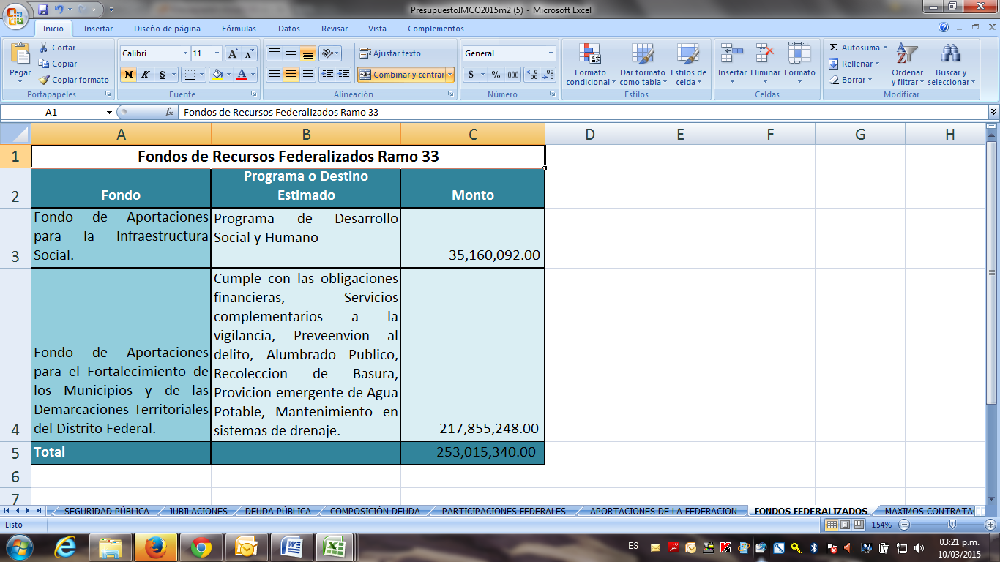 PresupuestoIMCO2015m2 (5) - Microsoft Excel
Inicio Insertar Diseño de página Fórmulas Datos Revisar Vista Complementos
Pegar
Cortar
Copiar
Copiar formato
Portapapeles
Calibri 11
N K S
Fuente
Ajustar texto
Combinar y centrar
Alineación
General
$ % 000
Número
Formato condicional
Dar formato como tabla
Estilos de celda
Estilos
Insertar Eliminar Formato
Celdas
Autosuma
Rellenar
Borrar
Ordenar y filtrar
Buscar y seleccionar
Modificar
A1 fx Fondos de Recursos Federalizados Ramo 33
A B C D E F G H
1 Fondos de Recursos Federalizados Ramo 33
2 Fondo
Programa o Destino
Estimado
Monto
3
Fondo de Aportaciones
para la Infraestructura
Social.
Programa de Desarrollo
Social y Humano
35,160,092.00
4
Fondo de Aportaciones
para el Fortalecimiento de
los Municipios y de las
Demarcaciones Territoriales
del Distrito Federal.
Cumple con las obligaciones
financieras, Servicios
complementarios a la
vigilancia, Preveenvion al
delito, Alumbrado Publico,
Recoleccion de Basura,
Provicion emergente de Agua
Potable, Mantenimiento en
sistemas de drenaje.
217,855,248.00
5 Total 253,015,340.00
6
7
SEGURIDAD PÚBLICA JUBILACIONES DEUDA PÚBLICA COMPOSICIÓN DEUDA PARTICIPACIONES FEDERALES APORTACIONES DE LA FEDERACION FONDOS FEDERALIZADOS MAXIMOS CONTRATAC
Listo 154%
ES 03:21 p.m.
10/03/2015